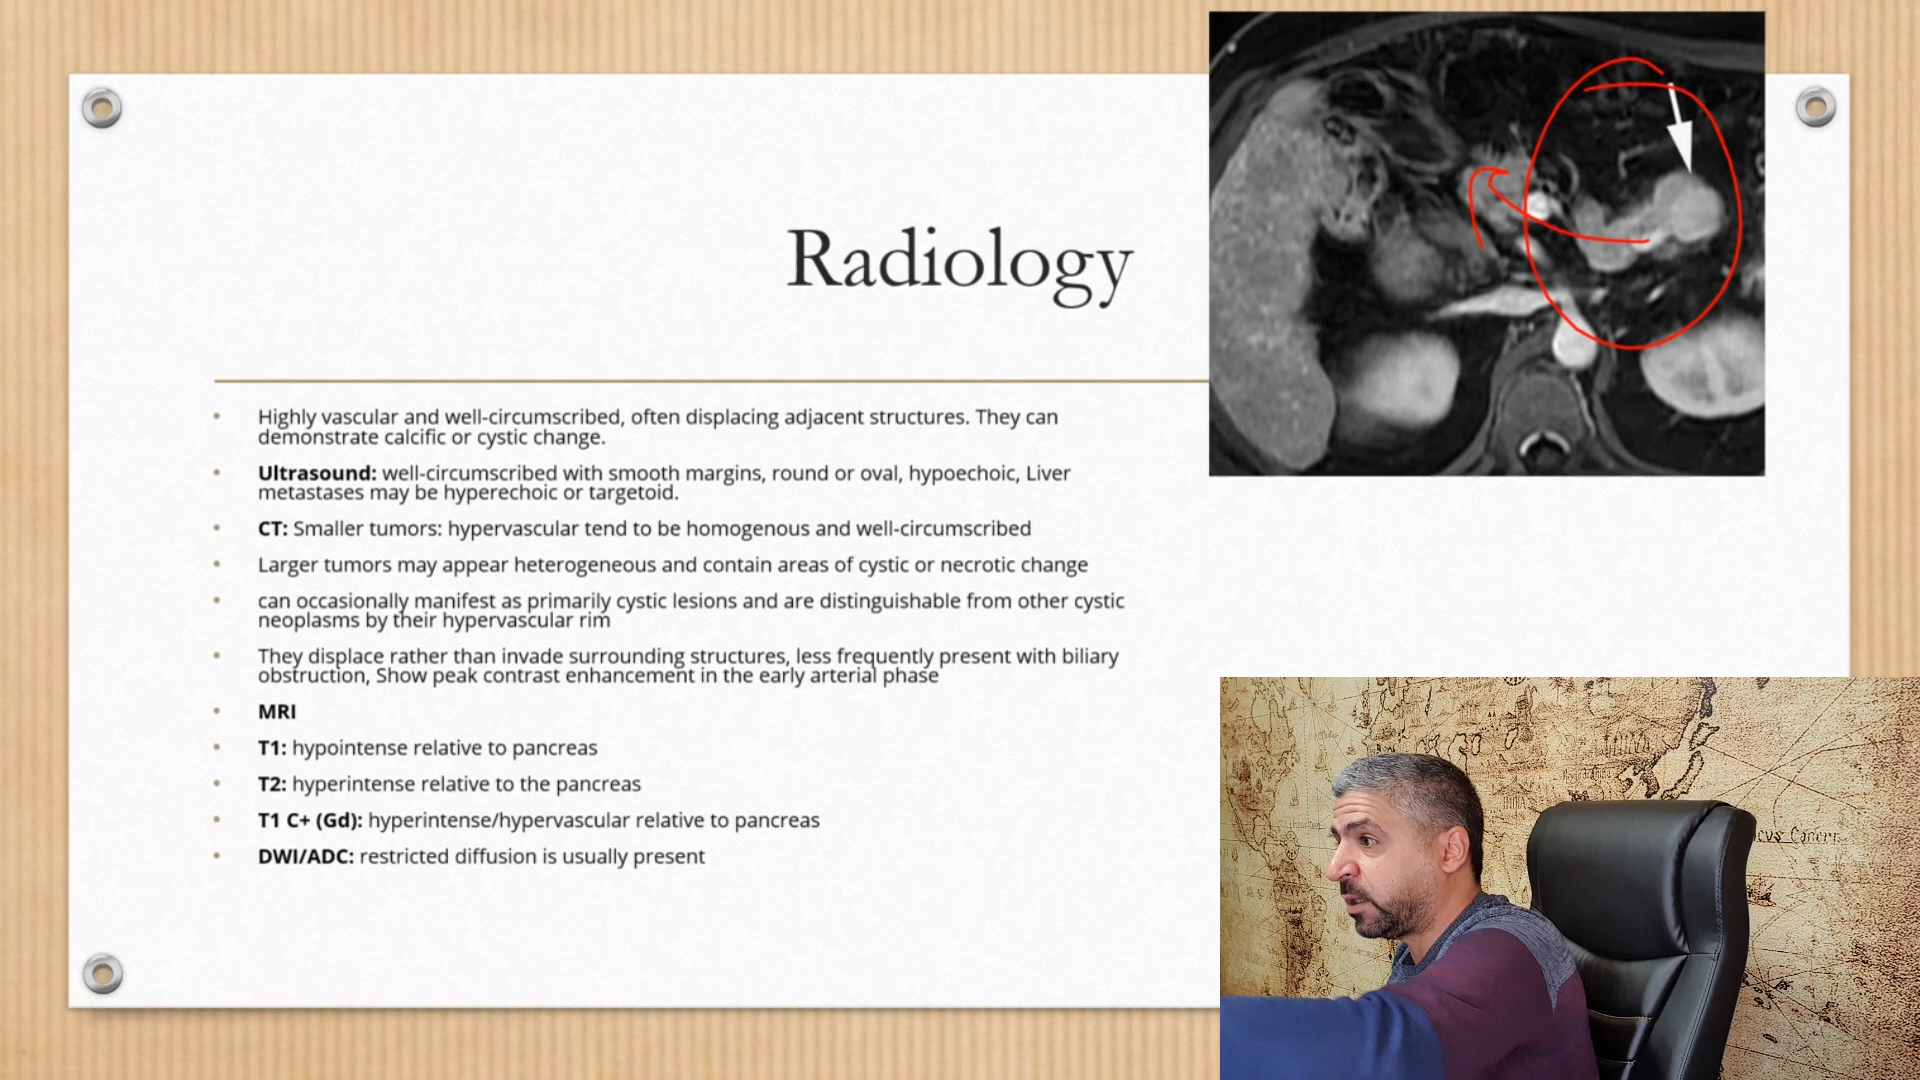 Radiology
• Highly vascular and well-circumscribed, often displacing adjacent structures. They can
demonstrate calcific or cystic change.
• Ultrasound: well-circumscribed with smooth margins, round or oval, hypoechoic, Liver
metastases may be hyperechoic or targetoid.
• CT: Smaller tumors: hypervascular tend to be homogenous and well-circumscribed
• Larger tumors may appear heterogeneous and contain areas of cystic or necrotic change
• can occasionally manifest as primarily cystic lesions and are distinguishable from other cystic
neoplasms by their hypervascular rim
• They displace rather than invade surrounding structures, less frequently present with biliary
obstruction, Show peak contrast enhancement in the early arterial phase
• MRI
• T1: hypointense relative to pancreas
• T2: hyperintense relative to the pancreas
• T1 C+ (Gd): hyperintense/hypervascular relative to pancreas
• DWI/ADC: restricted diffusion is usually present